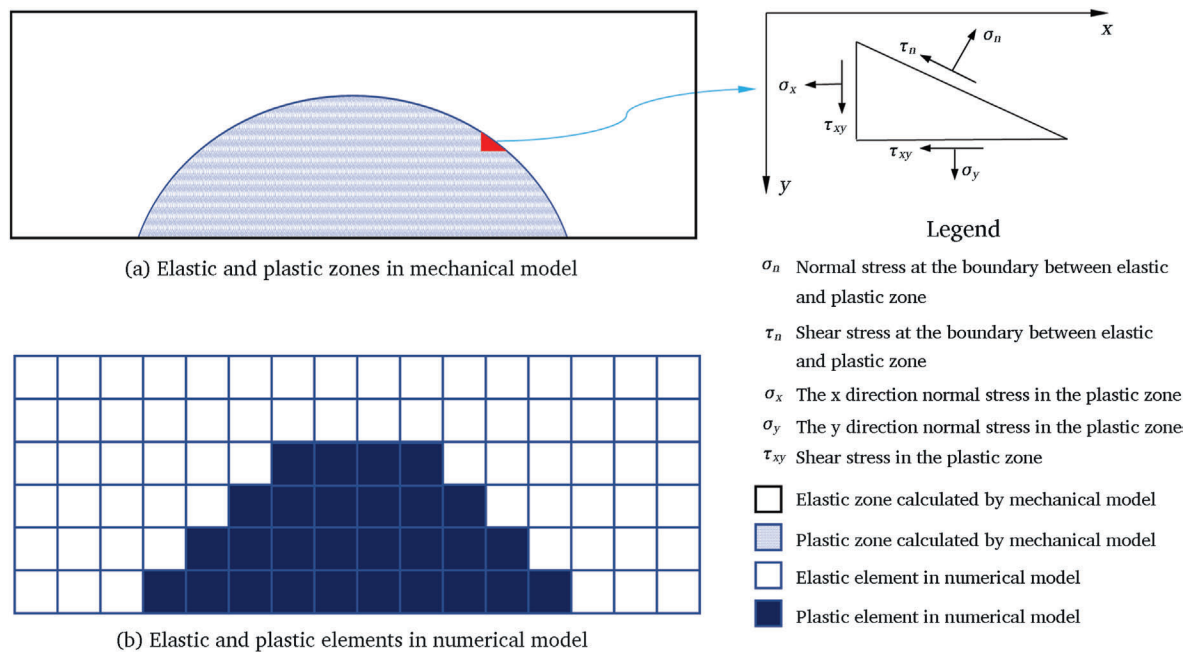 x
σn
τn
σx
τxy
τxy
σy
y
(a) Elastic and plastic zones in mechanical model
Legend
σn Normal stress at the boundary between elastic
and plastic zone
τn Shear stress at the boundary between elastic
and plastic zone
σx The x direction normal stress in the plastic zone
σy The y direction normal stress in the plastic zone
τxy Shear stress in the plastic zone
Elastic zone calculated by mechanical model
Plastic zone calculated by mechanical model
Elastic element in numerical model
Plastic element in numerical model
(b) Elastic and plastic elements in numerical model